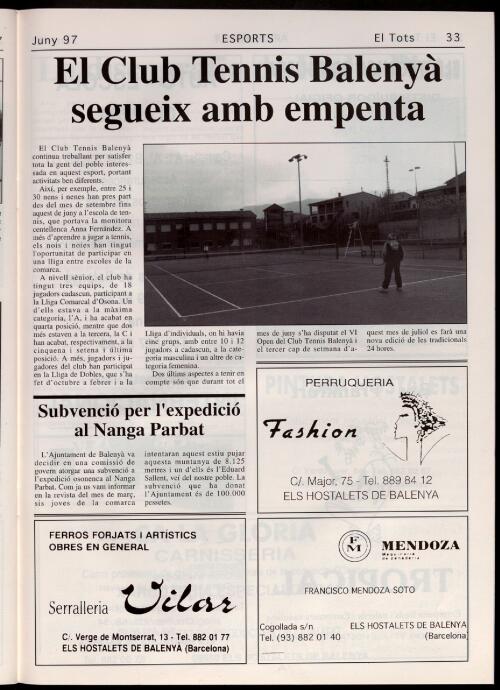 Juny 97
ESPORTS
El Tots 33
El Club Tennis Balenyà
segueix amb empenta
El Club Tennis Balenyà
continua treballant per satisfer
tota la gent del poble interes-
sada en aquest esport, portant
activitats ben diferents.
Així, per exemple, entre 25 i
30 nens i nenes han pres part
des del mes de setembre fins
aquest de juny a l'escola de ten-
nis, que portava la monitora
centellenca Anna Fernández. A
més d'aprendre a jugar a tennis,
els nois i noies han tingut
l'oportunitat de participar en
una lliga entre escoles de la
comarca.
A nivell sènior, el club ha
tingut tres equips, de 18
jugadors cadascun, participant a
la Lliga Comarcal d'Osona. Un
d'ells estava a la màxima
categoria, l'A, i ha acabat en
quarta posició, mentre que dos
més estaven a la tercera, la C i
han acabat, respectivament, a la
cinquena i setena i última
posició. A més, jugadors i ju-
gadores del club han participat
en la Lliga de Dobles, que s'ha
fet d'octubre a febrer i a la
Lliga d'individuals, on hi havia
cinc grups, amb entre 10 i 12
jugadors a cadascun, a la cate-
goria masculina i un altre de ca-
tegoria femenina.
Dos últims aspectes a tenir en
compte són que durant tot el
mes de juny s'ha disputat el VI
Open del Club Tennis Balenyà i
el tercer cap de setmana d'a-
quest mes de juliol es farà una
nova edició de les tradicionals
24 hores.
Subvenció per l'expedició
al Nanga Parbat
L'Ajuntament de Balenyà va
decidir en una comissió de
govern atorgar una subvenció a
l'expedició osonenca al Nanga
Parbat. Com ja us vam informar
en la revista del mes de març,
sis joves de la comarca
intentaran aquest estiu pujar
aquesta muntanya de 8.125
metres i un d'ells és l'Eduard
Sallent, veí del nostre poble. La
subvenció que ha donat
l'Ajuntament és de 100.000
pessetes.
PERRUQUERIA
Fashion
C/. Major, 75 - Tel. 889 84 12
ELS HOSTALETS DE BALENYA
FERROS FORJATS I ARTISTICS
OBRES EN GENERAL
Serralleria Vilar
C/. Verge de Montserrat, 13 - Tel. 882 01 77
ELS HOSTALETS DE BALENYÀ (Barcelona)
FM
MENDOZA
Maquinaria
de Ganaderia
FRANCISCO MENDOZA SOTO
Cogollada s/n
Tel. (93) 882 01 40
ELS HOSTALETS DE BALENYA
(Barcelona)